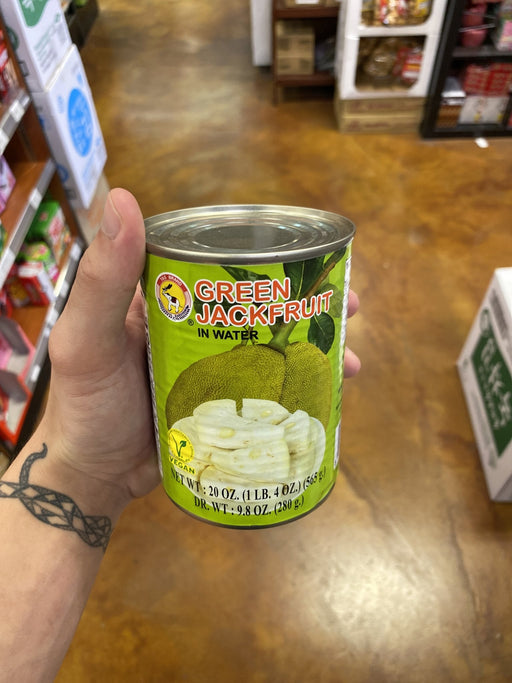 GREEN
JACKFRUIT
®
IN WATER
VEGAN
NET WT : 20 OZ. (1 LB. 4 OZ.) (565 g.)
DR. WT : 9.8 OZ. (280 g.)